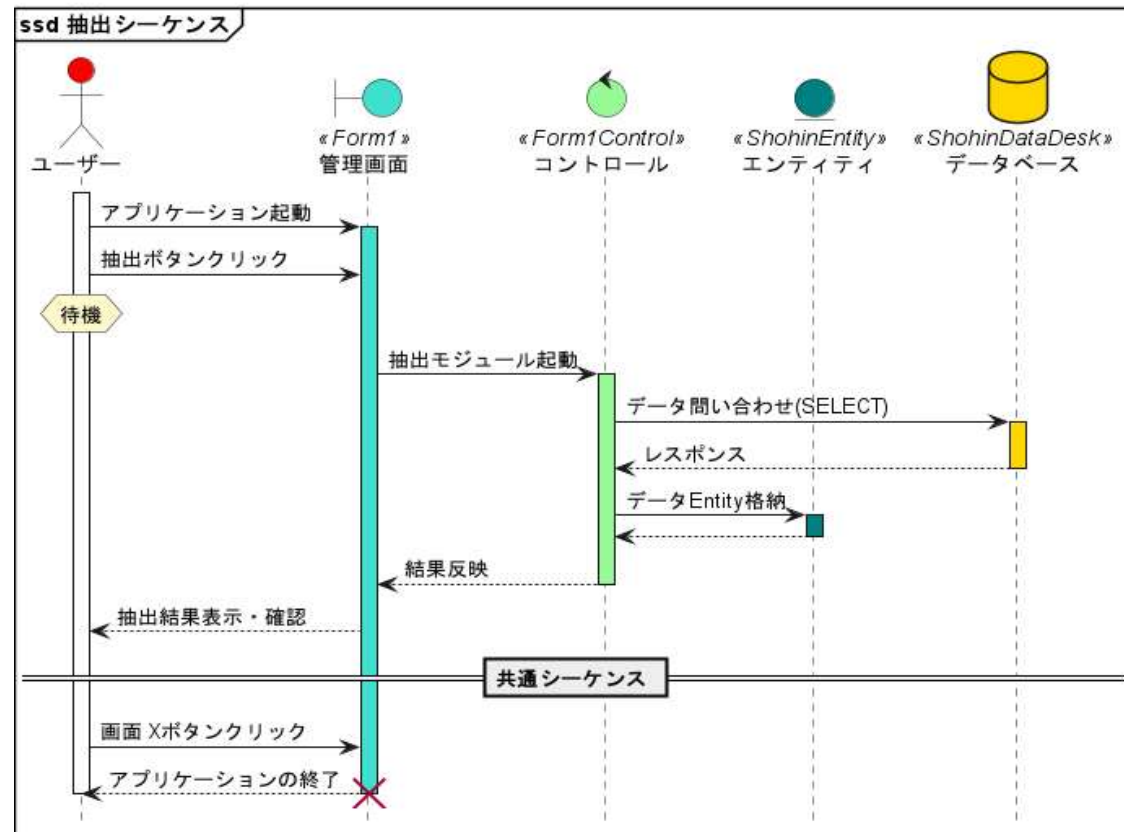 ssd 抽出シーケンス
«Form1»
«Form1Control»
«ShohinEntity»
«ShohinDataDesk»
ユーザー
管理画面
コントロール
エンティティ
データベース
アプリケーション起動
抽出ボタンクリック
待機
抽出モジュール起動
データ問い合わせ(SELECT)
レスポンス
データEntity格納
結果反映
抽出結果表示・確認
共通シーケンス
画面 Xボタンクリック
アプリケーションの終了